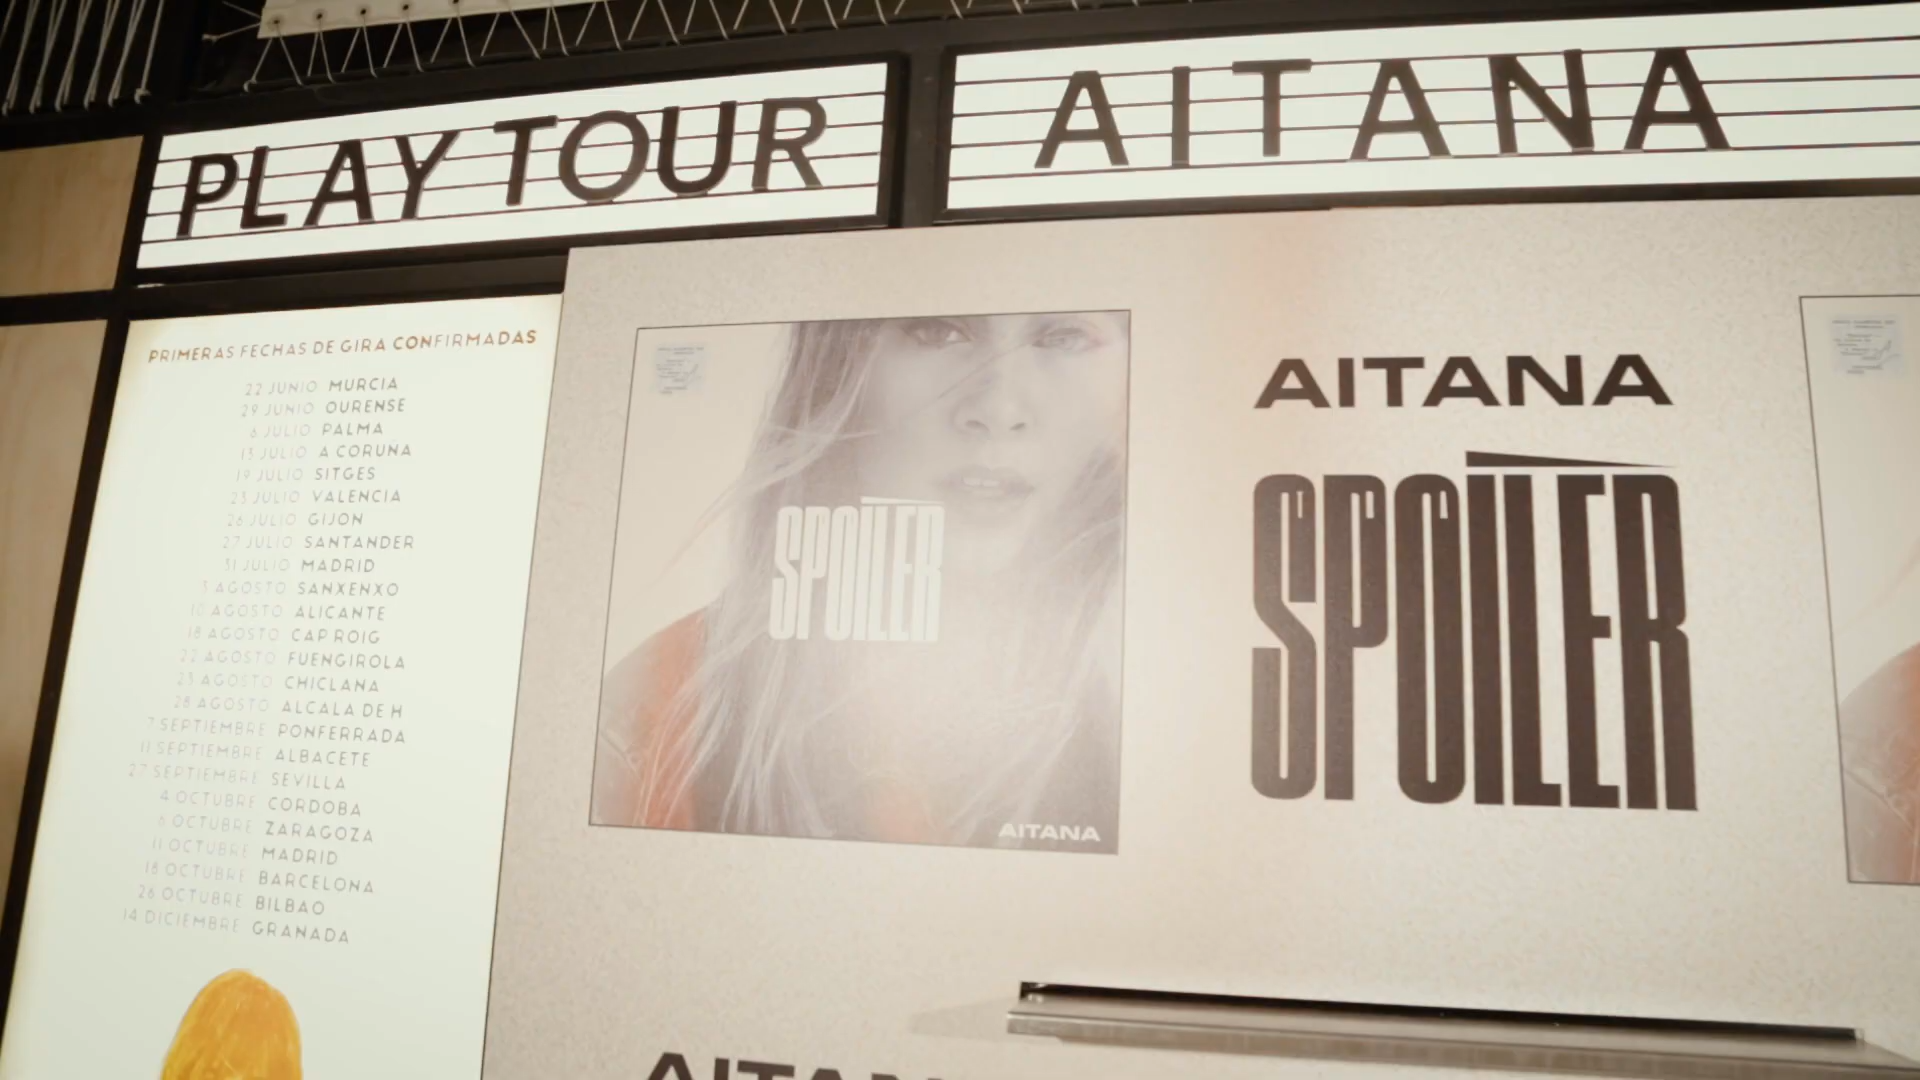 PLAY TOUR
AITANA
PRIMERAS FECHAS DE GIRA CONFIRMADAS
22 JUNIO MURCIA
29 JUNIO OURENSE
6 JULIO PALMA
13 JULIO A CORUÑA
19 JULIO SITGES
23 JULIO VALENCIA
26 JULIO GIJON
27 JULIO SANTANDER
31 JULIO MADRID
3 AGOSTO SANXENXO
10 AGOSTO ALICANTE
18 AGOSTO CAP ROIG
22 AGOSTO FUENGIROLA
23 AGOSTO CHICLANA
28 AGOSTO ALCALA DE H
7 SEPTIEMBRE PONFERRADA
11 SEPTIEMBRE ALBACETE
27 SEPTIEMBRE SEVILLA
4 OCTUBRE CORDOBA
6 OCTUBRE ZARAGOZA
11 OCTUBRE MADRID
18 OCTUBRE BARCELONA
26 OCTUBRE BILBAO
14 DICIEMBRE GRANADA
SPOILER
AITANA
AITANA
SPOILER